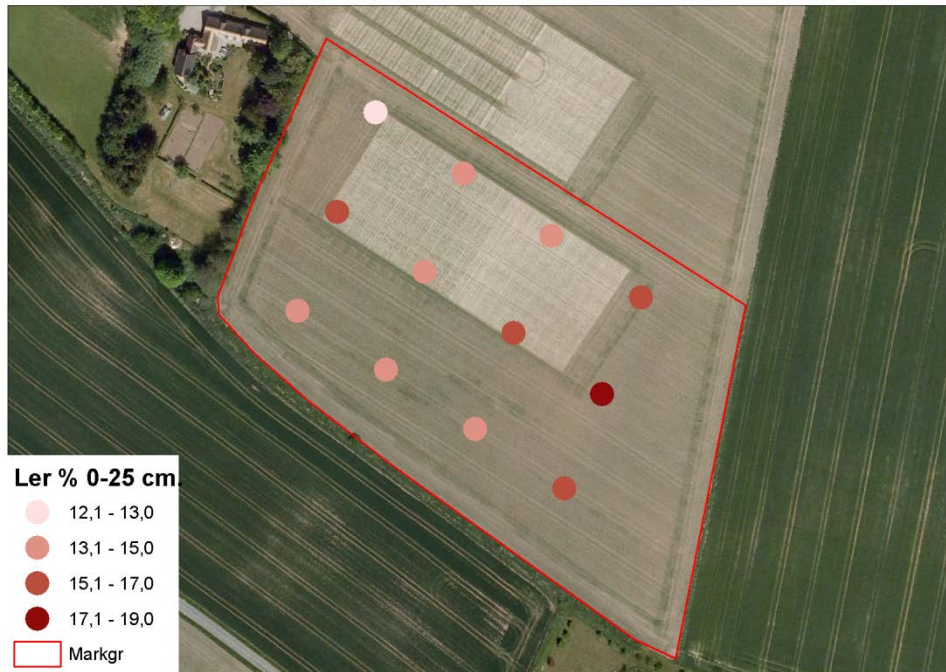 Ler % 0-25 cm.
12,1 - 13,0
13,1 - 15,0
15,1 - 17,0
17,1 - 19,0
Markgr